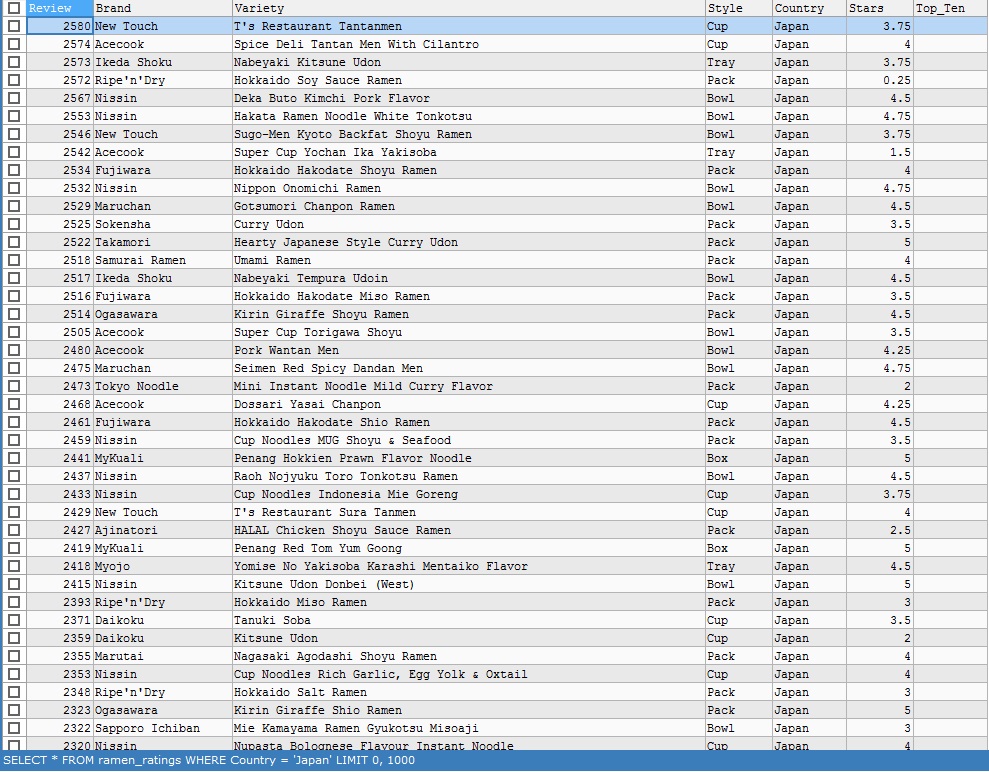 Review Brand Variety Style Country Stars Top_Ten
2580 New Touch T's Restaurant Tantanmen Cup Japan 3.75
2574 Acecook Spice Deli Tantan Men With Cilantro Cup Japan 4
2573 Ikeda Shoku Nabeyaki Kitsune Udon Tray Japan 3.75
2572 Ripe'n'Dry Hokkaido Soy Sauce Ramen Pack Japan 0.25
2567 Nissin Deka Buto Kimchi Pork Flavor Bowl Japan 4.5
2553 Nissin Hakata Ramen Noodle White Tonkotsu Bowl Japan 4.75
2546 New Touch Sugo-Men Kyoto Backfat Shoyu Ramen Bowl Japan 3.75
2542 Acecook Super Cup Yochan Ika Yakisoba Tray Japan 1.5
2534 Fujiwara Hokkaido Hakodate Shoyu Ramen Pack Japan 4
2532 Nissin Nippon Onomichi Ramen Bowl Japan 4.75
2529 Maruchan Gotsumori Chanpon Ramen Bowl Japan 4.5
2525 Sokensha Curry Udon Pack Japan 3.5
2522 Takamori Hearty Japanese Style Curry Udon Pack Japan 5
2518 Samurai Ramen Umami Ramen Pack Japan 4
2517 Ikeda Shoku Nabeyaki Tempura Udoin Bowl Japan 4.5
2516 Fujiwara Hokkaido Hakodate Miso Ramen Pack Japan 3.5
2514 Ogasawara Kirin Giraffe Shoyu Ramen Pack Japan 4.5
2505 Acecook Super Cup Torigawa Shoyu Bowl Japan 3.5
2480 Acecook Pork Wantan Men Bowl Japan 4.25
2475 Maruchan Seimen Red Spicy Dandan Men Bowl Japan 4.75
2473 Tokyo Noodle Mini Instant Noodle Mild Curry Flavor Pack Japan 2
2468 Acecook Dossari Yasai Chanpon Cup Japan 4.25
2461 Fujiwara Hokkaido Hakodate Shio Ramen Pack Japan 4.5
2459 Nissin Cup Noodles MUG Shoyu & Seafood Pack Japan 3.5
2441 MyKuali Penang Hokkien Prawn Flavor Noodle Box Japan 5
2437 Nissin Raoh Nojyuku Toro Tonkotsu Ramen Bowl Japan 4.5
2433 Nissin Cup Noodles Indonesia Mie Goreng Cup Japan 3.75
2429 New Touch T's Restaurant Sura Tanmen Cup Japan 4
2427 Ajinatori HALAL Chicken Shoyu Sauce Ramen Pack Japan 2.5
2419 MyKuali Penang Red Tom Yum Goong Box Japan 5
2418 Myojo Yomise No Yakisoba Karashi Mentaiko Flavor Tray Japan 4.5
2415 Nissin Kitsune Udon Donbei (West) Bowl Japan 5
2393 Ripe'n'Dry Hokkaido Miso Ramen Pack Japan 3
2371 Daikoku Tanuki Soba Cup Japan 3.5
2359 Daikoku Kitsune Udon Cup Japan 2
2355 Marutai Nagasaki Agodashi Shoyu Ramen Pack Japan 4
2353 Nissin Cup Noodles Rich Garlic, Egg Yolk & Oxtail Cup Japan 4
2348 Ripe'n'Dry Hokkaido Salt Ramen Pack Japan 3
2323 Ogasawara Kirin Giraffe Shio Ramen Pack Japan 5
2322 Sapporo Ichiban Mie Kamayama Ramen Gyukotsu Misoaji Bowl Japan 3
2320 Nissin Nupasta Bolognese Flavour Instant Noodle Cup Japan 4
SELECT * FROM ramen_ratings WHERE Country = 'Japan' LIMIT 0, 1000